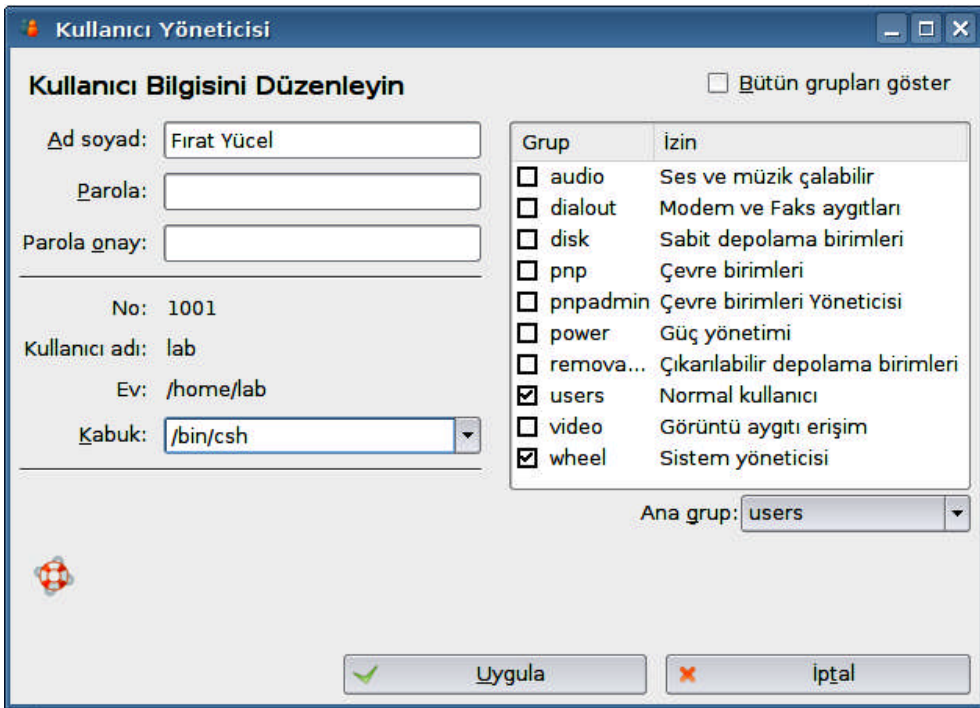 Kullanıcı Yöneticisi
Kullanıcı Bilgisini Düzenleyin
Bütün grupları göster
Ad soyad: Fırat Yücel
Parola:
Parola onay:
No: 1001
Kullanıcı adı: lab
Ev: /home/lab
Kabuk: /bin/csh
Grup İzin
audio Ses ve müzik çalabilir
dialout Modem ve Faks aygıtları
disk Sabit depolama birimleri
pnp Çevre birimleri
pnpadmin Çevre birimleri Yöneticisi
power Güç yönetimi
remova... Çıkarılabilir depolama birimleri
users Normal kullanıcı
video Görüntü aygıtı erişim
wheel Sistem yöneticisi
Ana grup: users
Uygula
İptal